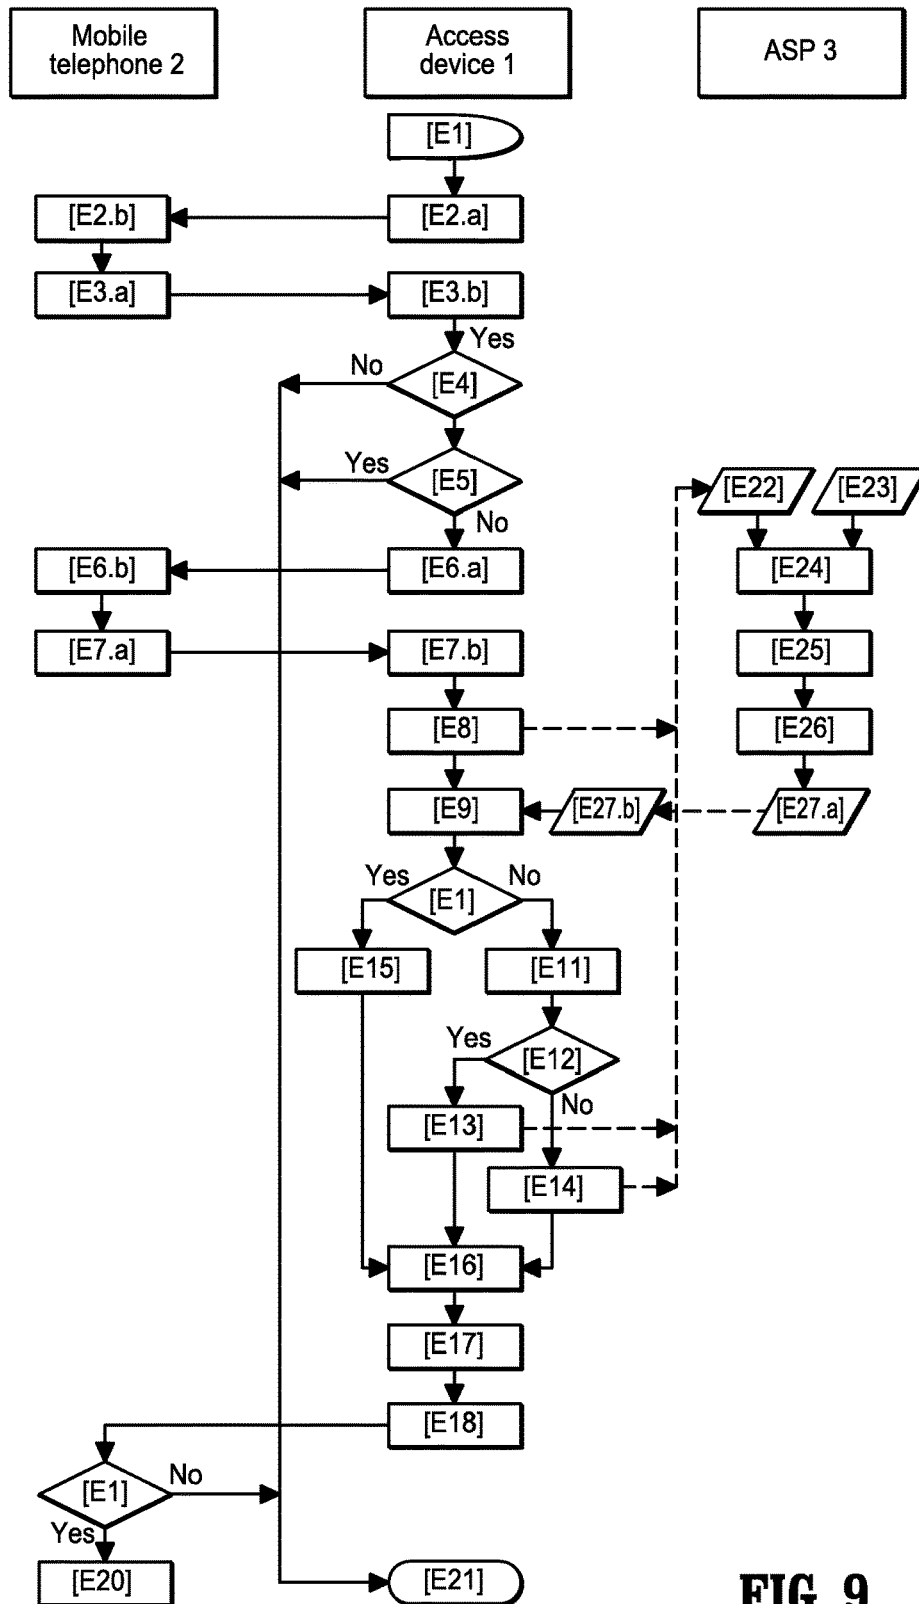 Mobile
telephone 2
Access
device 1
ASP 3
[E1]
[E2.b]
[E2.a]
[E3.a]
[E3.b]
Yes
No
[E4]
Yes
[E5]
No
[E22]
[E23]
[E6.b]
[E6.a]
[E24]
[E7.a]
[E7.b]
[E25]
[E8]
[E26]
[E9]
[E27.b]
[E27.a]
Yes
No
[E1]
[E15]
[E11]
Yes
[E12]
No
[E13]
[E14]
[E16]
[E17]
[E18]
No
[E1]
Yes
[E20]
[E21]
FIG. 9